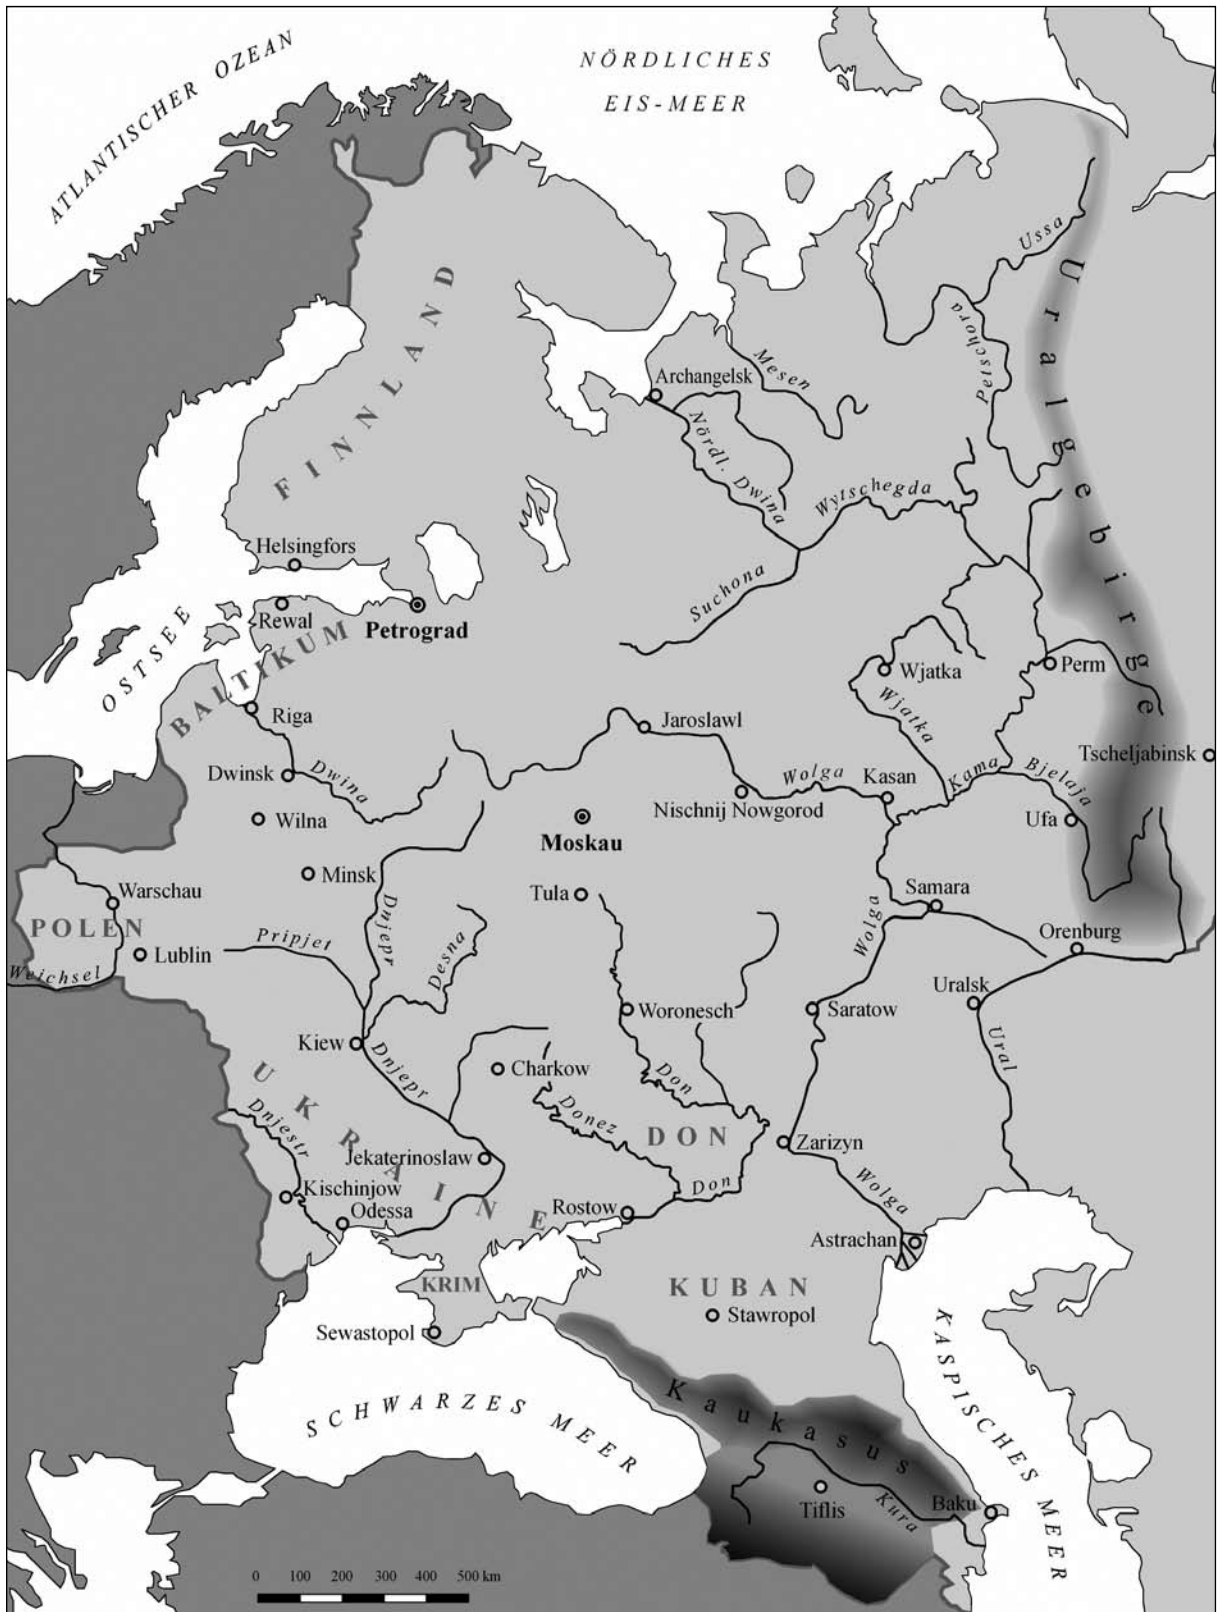 ATLANTISCHER OZEAN
NÖRDLICHES
EIS-MEER
Ussa
Uralgebirge
Petschora
Mesen
Archangelsk
FINNLAND
Nördl. Dwina
Wytschegda
Suchona
Helsingfors
Rewal
Petrograd
OSTSEE
BALTIKUM
Riga
Wjatka
Wjatka
Perm
Jaroslawl
Tscheljabinsk
Dwinsk
Dwina
Wolga
Kasan
Kama
Bjelaja
Nischnij Nowgorod
Ufa
Wilna
Moskau
Minsk
Tula
Warschau
POLEN
Samara
Dnjepr
Wolga
Orenburg
Pripjet
Desna
Lublin
Weichsel
Uralsk
Woronesch
Saratow
Kiew
Dnjepr
Ural
Charkow
Don
UKRAINE
Dnjestr
Donez
DON
Zarizyn
Jekaterinoslaw
Kischinjow
Don
Wolga
Odessa
Rostow
Astrachan
KRIM
KUBAN
Stawropol
Sewastopol
KASPISCHES MEER
SCHWARZES MEER
Kaukasus
Tiflis
Kura
Baku
0 100 200 300 400 500 km